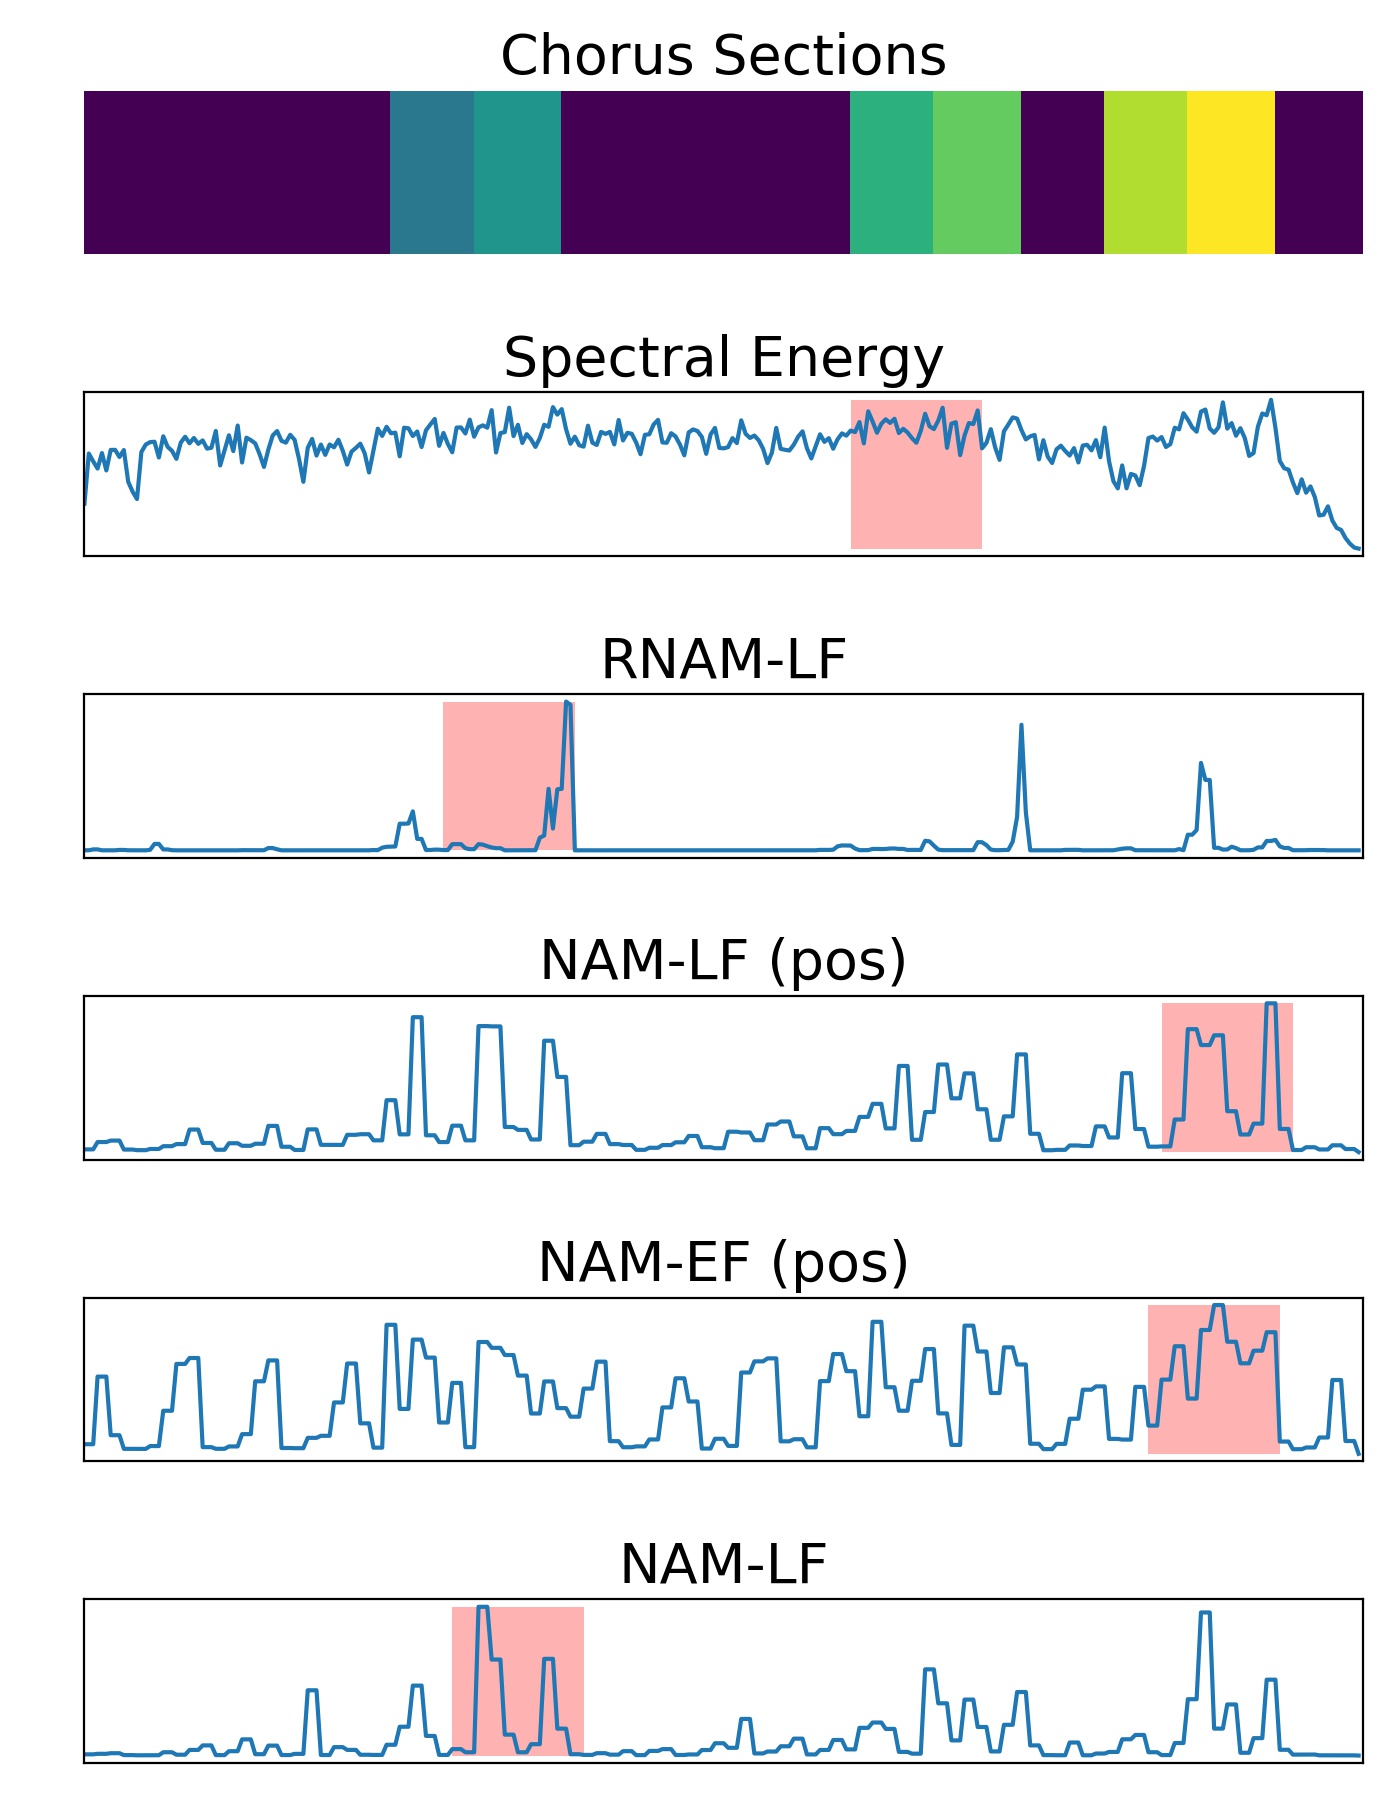 Chorus Sections
Spectral Energy
RNAM-LF
NAM-LF (pos)
NAM-EF (pos)
NAM-LF